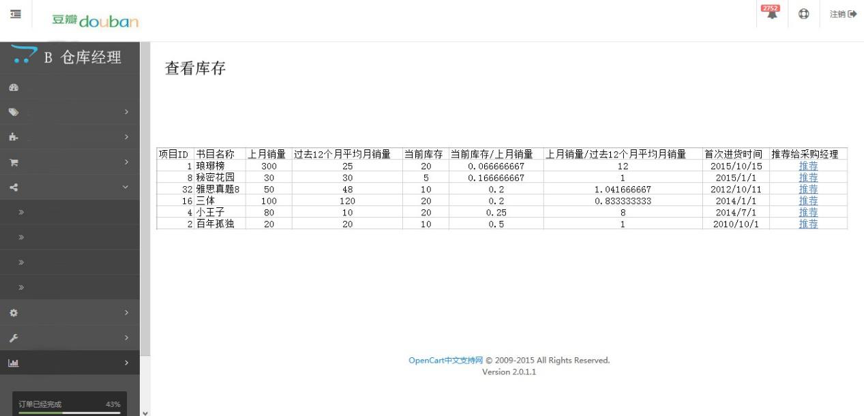 豆瓣douban
2752
注销
B 仓库经理
查看库存
项目ID 书目名称 上月销量 过去12个月平均月销量 当前库存 当前库存/上月销量 上月销量/过去12个月平均月销量 首次进货时间 推荐给采购经理
1 琅琊榜 300 25 20 0.066666667 12 2015/10/15 推荐
8 秘密花园 30 30 5 0.166666667 1 2015/1/1 推荐
32 雅思真题8 50 48 10 0.2 1.041666667 2012/10/11 推荐
16 三体 100 120 20 0.2 0.833333333 2014/1/1 推荐
4 小王子 80 10 20 0.25 8 2014/7/1 推荐
2 百年孤独 20 20 10 0.5 1 2010/10/1 推荐
OpenCart中文支持网 © 2009-2015 All Rights Reserved.
Version 2.0.1.1
订单已经完成 43%